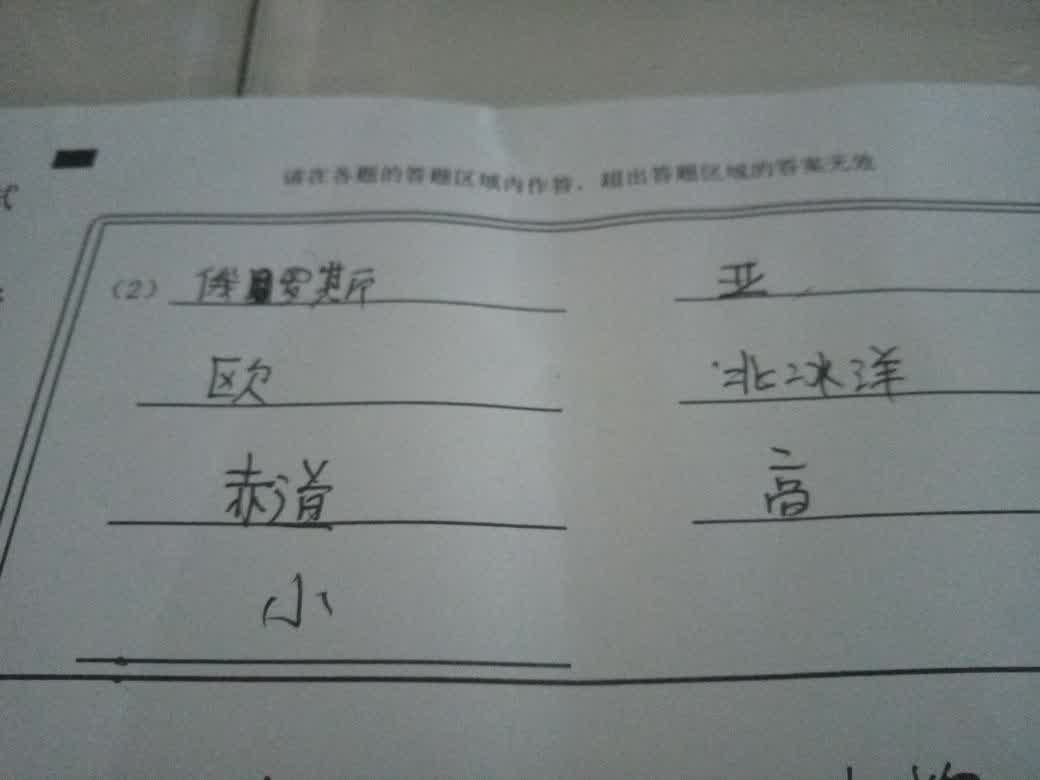 请在各题的答题区域内作答,超出答题区域的答案无效
(2) 俄罗斯 亚
欧 北冰洋
赤道 高
小